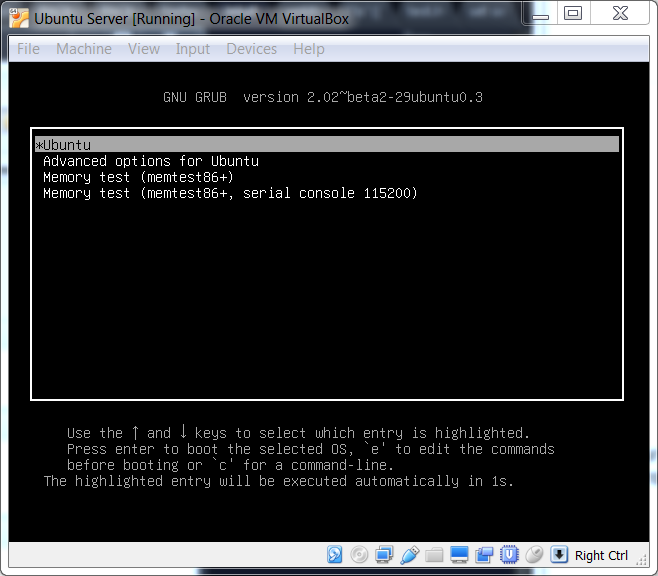 Ubuntu Server [Running] - Oracle VM VirtualBox
File Machine View Input Devices Help
GNU GRUB version 2.02~beta2-29ubuntu0.3
*Ubuntu
Advanced options for Ubuntu
Memory test (memtest86+)
Memory test (memtest86+, serial console 115200)
Use the ↑ and ↓ keys to select which entry is highlighted.
Press enter to boot the selected OS, `e' to edit the commands
before booting or `c' for a command-line.
The highlighted entry will be executed automatically in 1s.
Right Ctrl